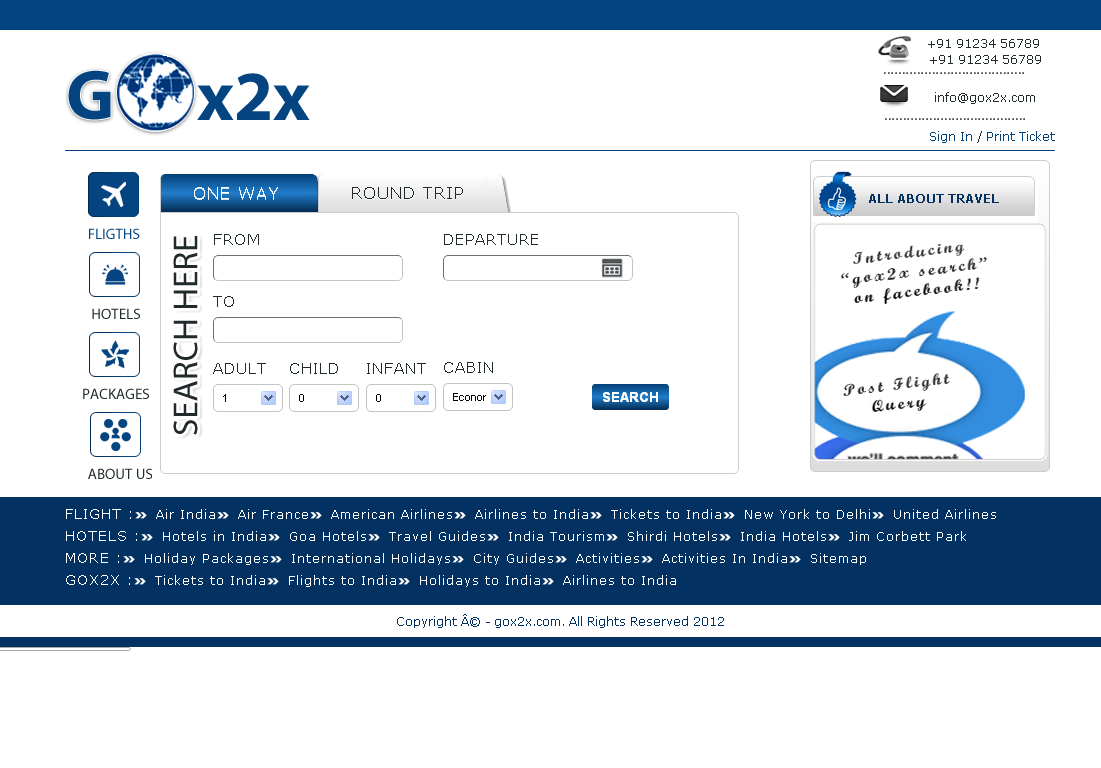 Gox2x
+91 91234 56789
+91 91234 56789
info@gox2x.com
Sign In / Print Ticket
FLIGTHS
HOTELS
PACKAGES
ABOUT US
ONE WAY
ROUND TRIP
SEARCH HERE
FROM
DEPARTURE
TO
ADULT
CHILD
INFANT
CABIN
1
0
0
Econor
SEARCH
ALL ABOUT TRAVEL
Introducing
“gox2x search”
on facebook!!
Post Flight
Query
we'll comment
FLIGHT :» Air India» Air France» American Airlines» Airlines to India» Tickets to India» New York to Delhi» United Airlines
HOTELS :» Hotels in India» Goa Hotels» Travel Guides» India Tourism» Shirdi Hotels» India Hotels» Jim Corbett Park
MORE :» Holiday Packages» International Holidays» City Guides» Activities» Activities In India» Sitemap
GOX2X :» Tickets to India» Flights to India» Holidays to India» Airlines to India
Copyright Â© - gox2x.com. All Rights Reserved 2012